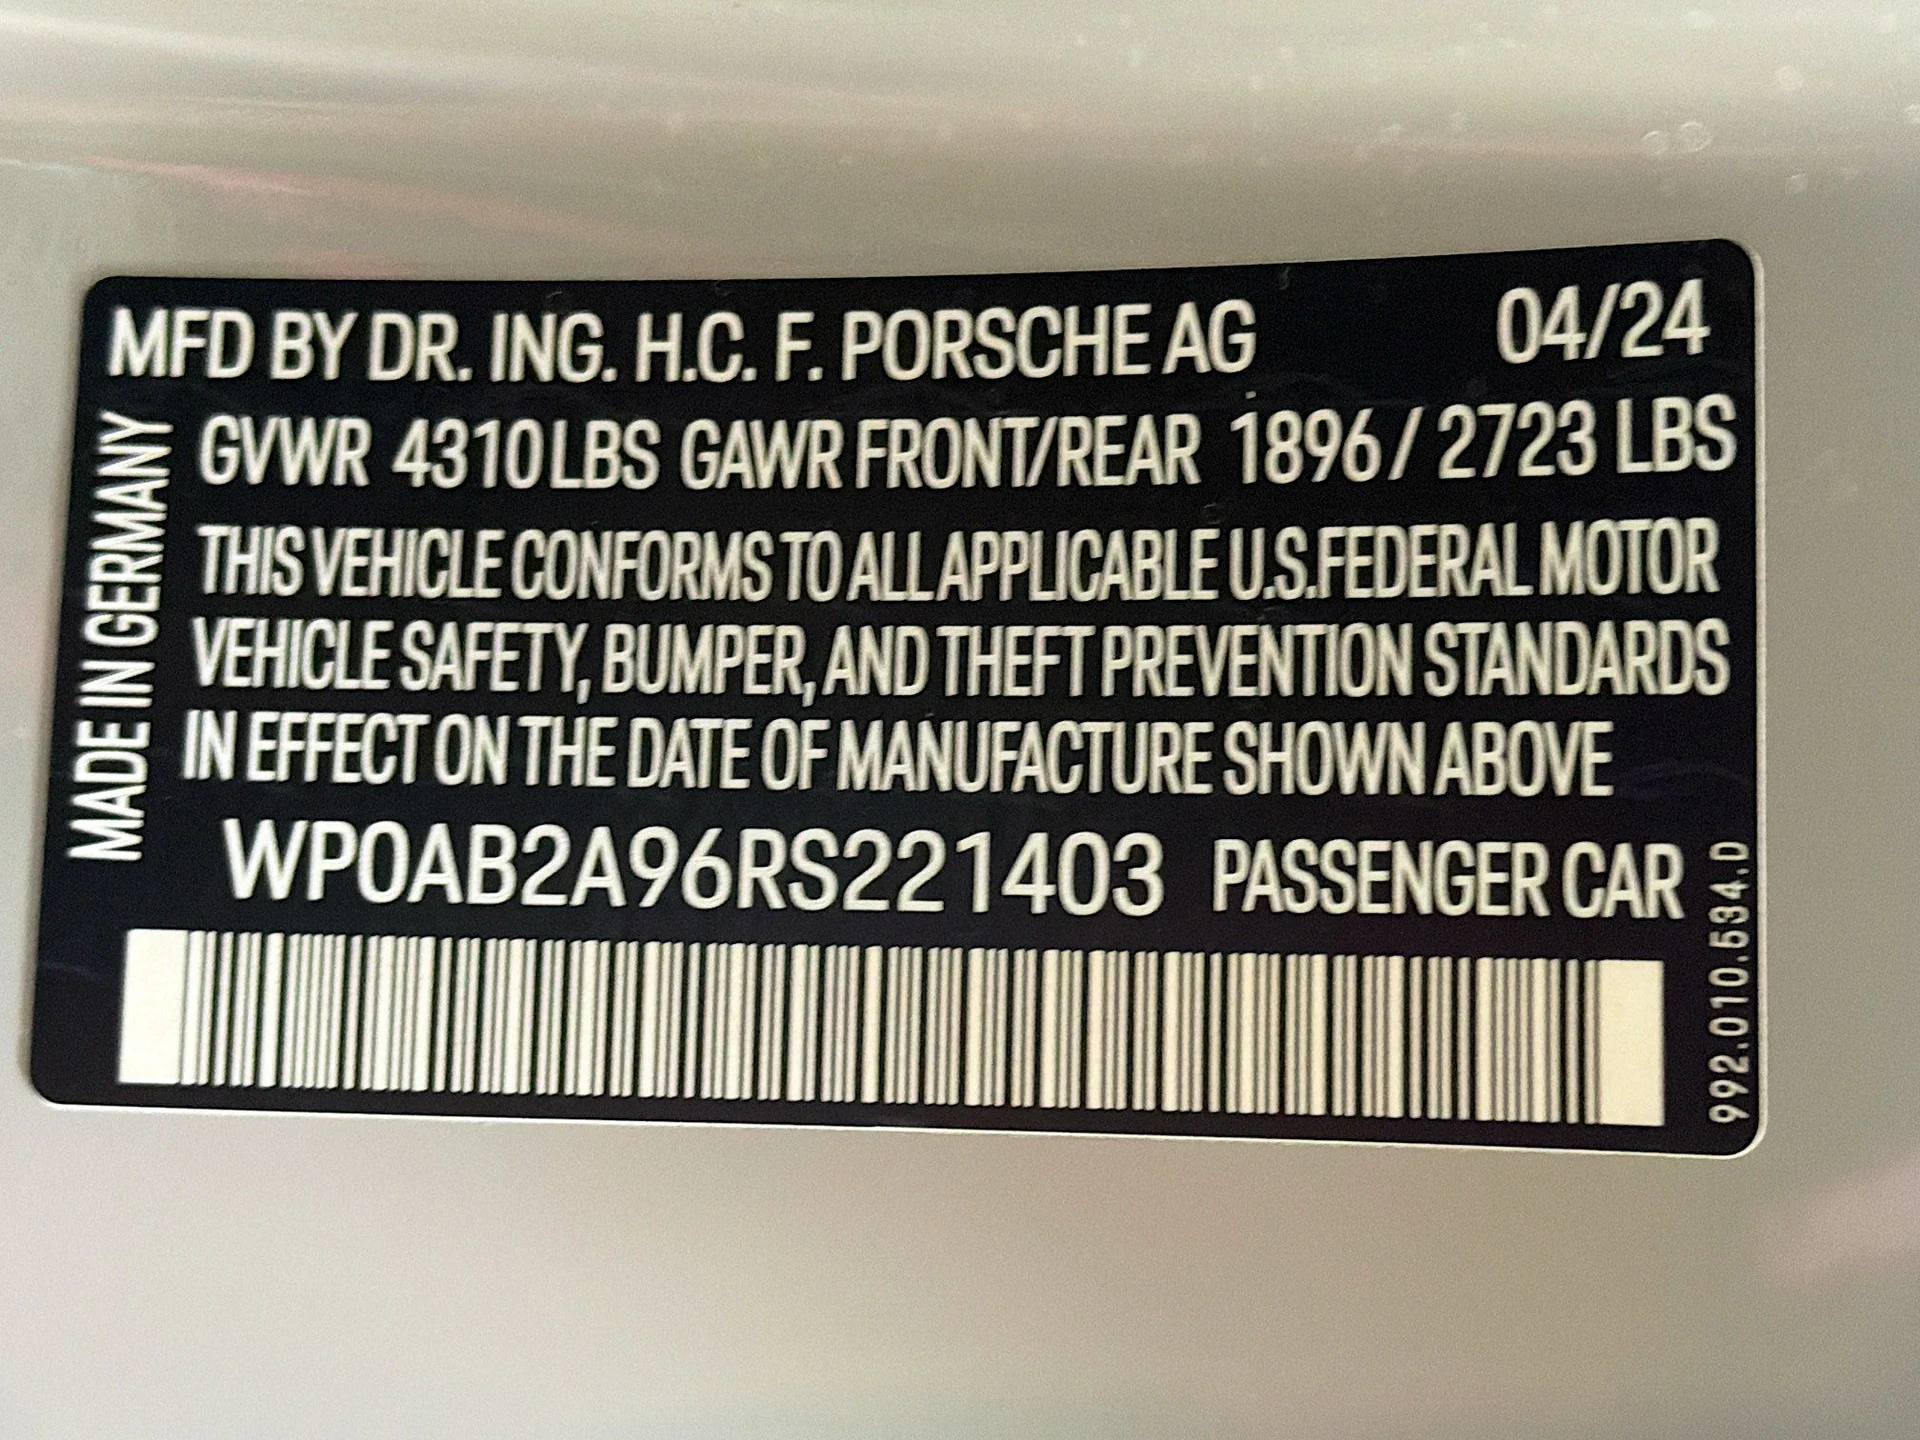 MFD BY DR. ING. H.C. F. PORSCHE AG 04/24
GVWR 4310 LBS GAWR FRONT/REAR 1896 / 2723 LBS
THIS VEHICLE CONFORMS TO ALL APPLICABLE U.S. FEDERAL MOTOR
VEHICLE SAFETY, BUMPER, AND THEFT PREVENTION STANDARDS
IN EFFECT ON THE DATE OF MANUFACTURE SHOWN ABOVE
WP0AB2A96RS221403 PASSENGER CAR
MADE IN GERMANY
992.010.534.D